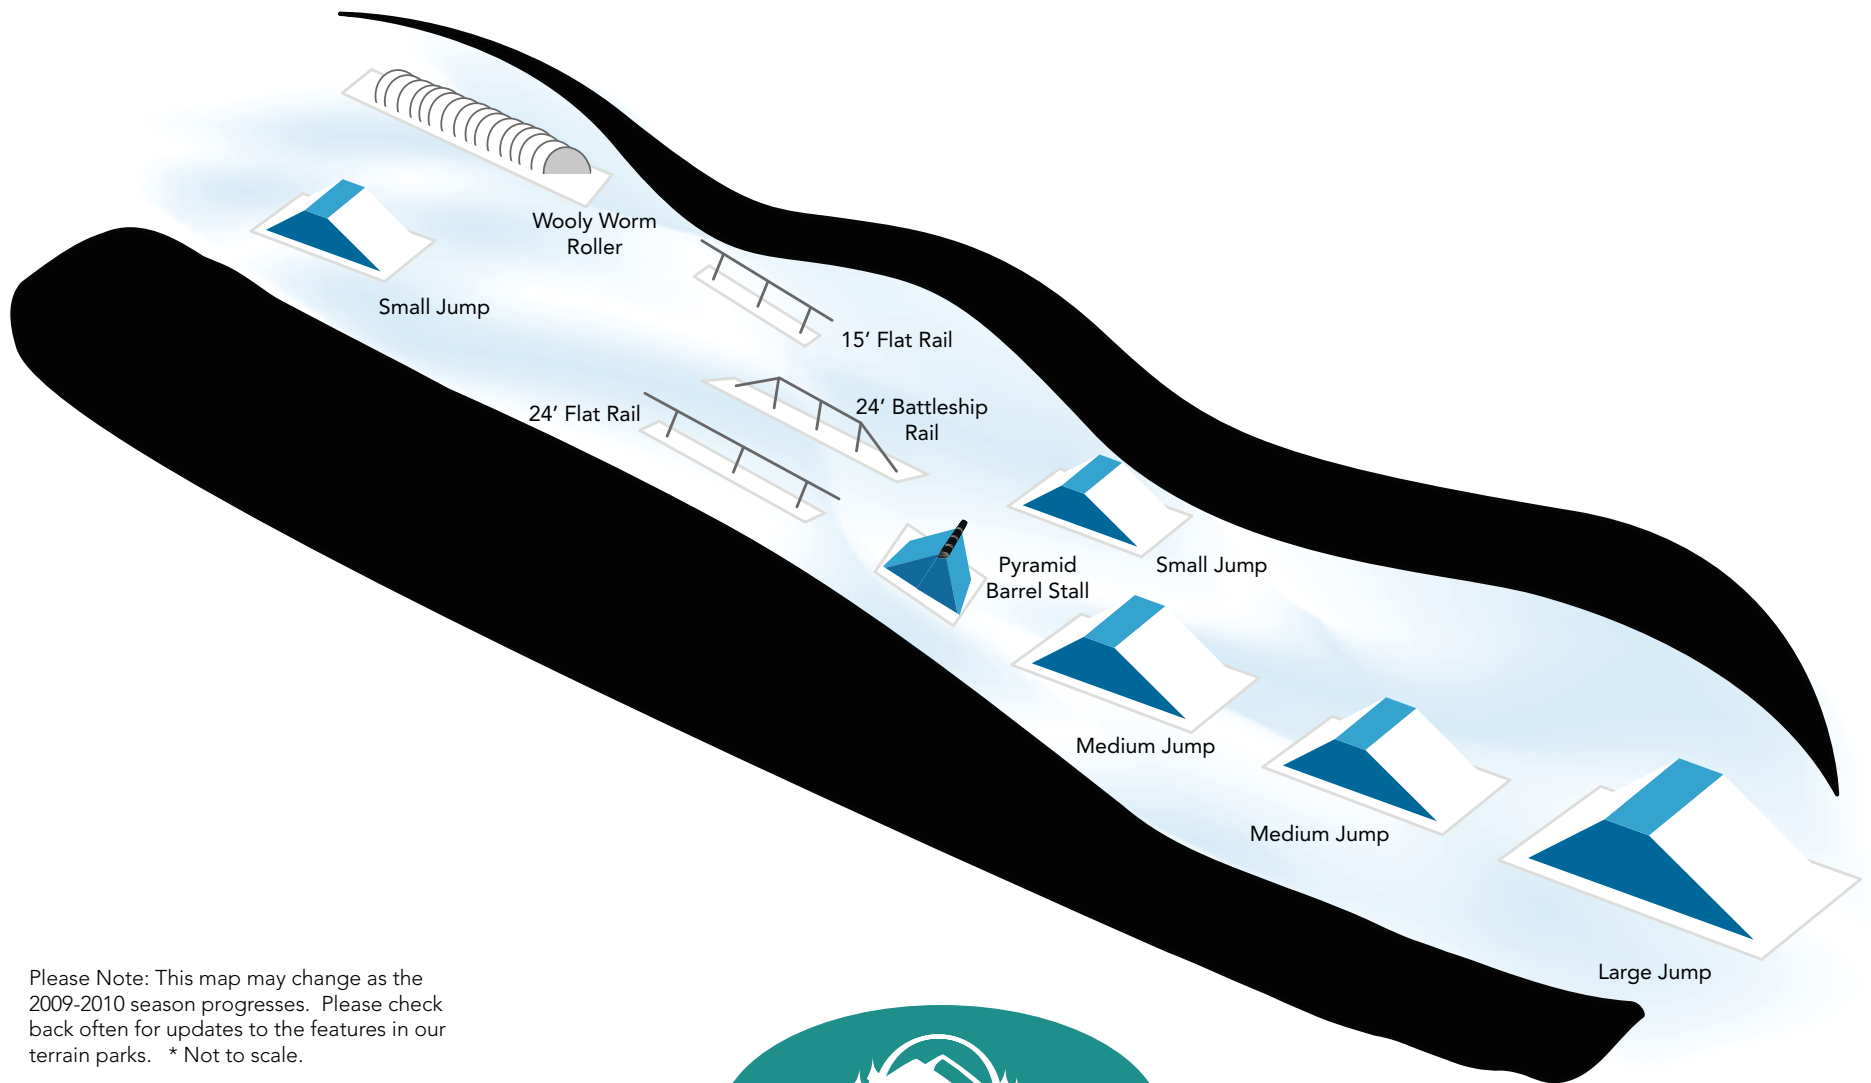 Wooly Worm
Roller
Small Jump
15’ Flat Rail
24’ Flat Rail
24’ Battleship
Rail
Pyramid
Barrel Stall
Small Jump
Medium Jump
Medium Jump
Large Jump
Please Note: This map may change as the
2009-2010 season progresses.  Please check
back often for updates to the features in our
terrain parks.   * Not to scale.